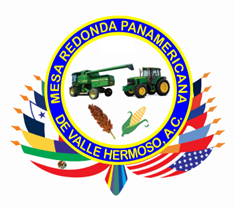 MESA REDONDA PANAMERICANA
DE VALLE HERMOSO, A.C.